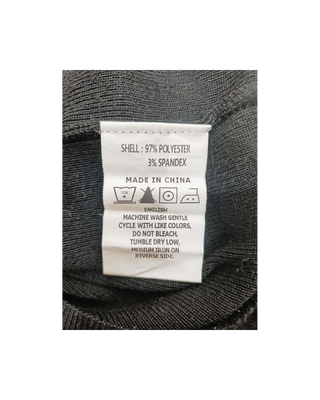 SHELL : 97% POLYESTER
3% SPANDEX
MADE IN CHINA
ENGLISH
MACHINE WASH GENTLE
CYCLE WITH LIKE COLORS,
DO NOT BLEACH,
TUMBLE DRY LOW,
MEDIUM IRON ON
REVERSE SIDE.